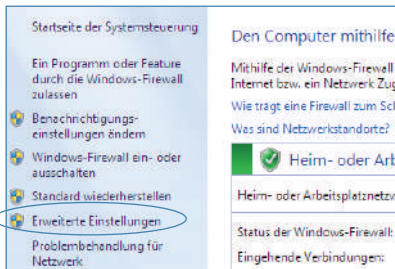 Startseite der Systemsteuerung
Ein Programm oder Feature
durch die Windows-Firewall
zulassen
Benachrichtigungs-
einstellungen ändern
Windows-Firewall ein- oder
ausschalten
Standard wiederherstellen
Erweiterte Einstellungen
Problembehandlung für
Netzwerk
Den Computer mithilfe
Mithilfe der Windows-Firewall
Internet bzw. ein Netzwerk Zug
Wie trägt eine Firewall zum Sch
Was sind Netzwerkstandorte?
Heim- oder Arb
Heim- oder Arbeitsplatznetzw
Status der Windows-Firewall:
Eingehende Verbindungen: